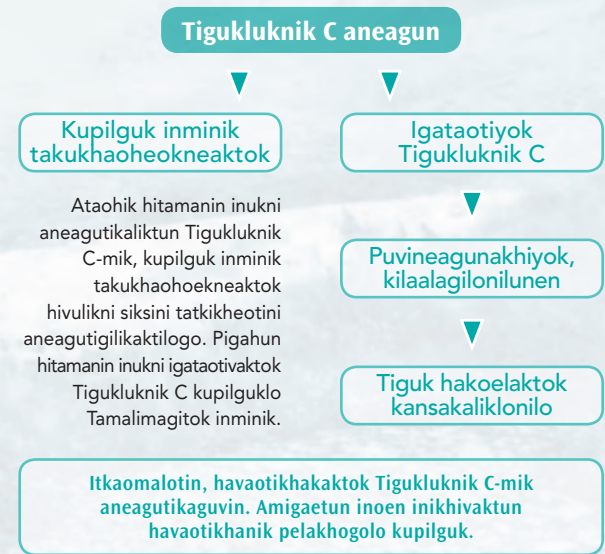 Tigukluknik C aneagun
Kupilguk inminik
takukhaoheokneaktok
Ataohik hitamanin inukni
aneagutikaliktun Tigukluknik
C-mik, kupilguk inminik
takukhaohoekneaktok
hivulikni siksini tatkikheotini
aneagutigilikaktilogo. Pigahun
hitamanin inukni igataotivaktok
Tigukluknik C kupilguklo
Tamalimagitok inminik.
Igataotiyok
Tigukluknik C
Puvineagunakhiyok,
kilaalagilonilunen
Tiguk hakoelaktok
kansakaliklonilo
Itkaomalotin, havaotikhakaktok Tigukluknik C-mik
aneagutikaguvin. Amigaetun inoen inikhivaktun
havaotikhanik pelakhogolo kupilguk.